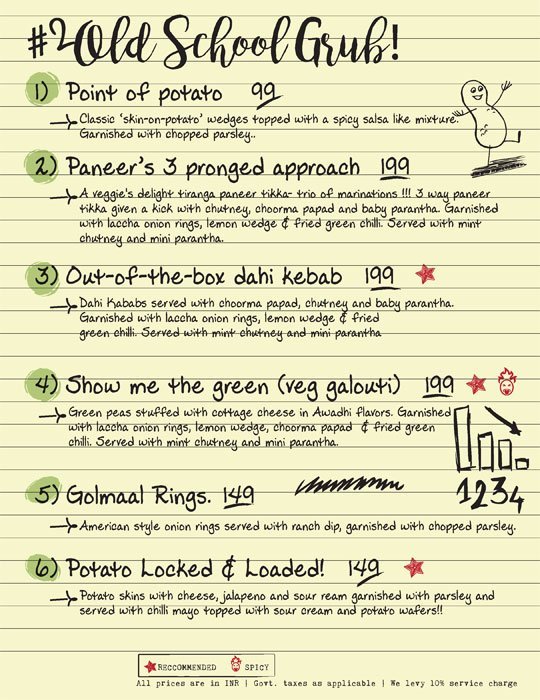 #2 Old School Grub!
1) Point of potato 99
Classic 'skin-on-potato' wedges topped with a spicy salsa like mixture.
Garnished with chopped parsley..
2) Paneer's 3 pronged approach 199
A veggie's delight tiranga paneer tikka- trio of marinations !!! 3 way paneer
tikka given a kick with chutney, choorma papad and baby parantha. Garnished
with laccha onion rings, lemon wedge & fried green chilli. Served with mint
chutney and mini parantha.
3) Out-of-the-box dahi kebab 199
Dahi Kababs served with choorma papad, chutney and baby parantha.
Garnished with laccha onion rings, lemon wedge & fried
green chilli. Served with mint chutney and mini parantha
4) Show me the green (veg galouti) 199
Green peas stuffed with cottage cheese in Awadhi flavors. Garnished
with laccha onion rings, lemon wedge, choorma papad & fried green
chilli. Served with mint chutney and mini parantha.
1234
5) Golmaal Rings. 149
American style onion rings served with ranch dip, garnished with chopped parsley.
6) Potato Locked & Loaded! 149
Potato skins with cheese, jalapeno and sour ream garnished with parsley and
served with chilli mayo topped with sour cream and potato wafers!!
Reccommended Spicy
All prices are in INR | Govt. taxes as applicable | We levy 10% service charge